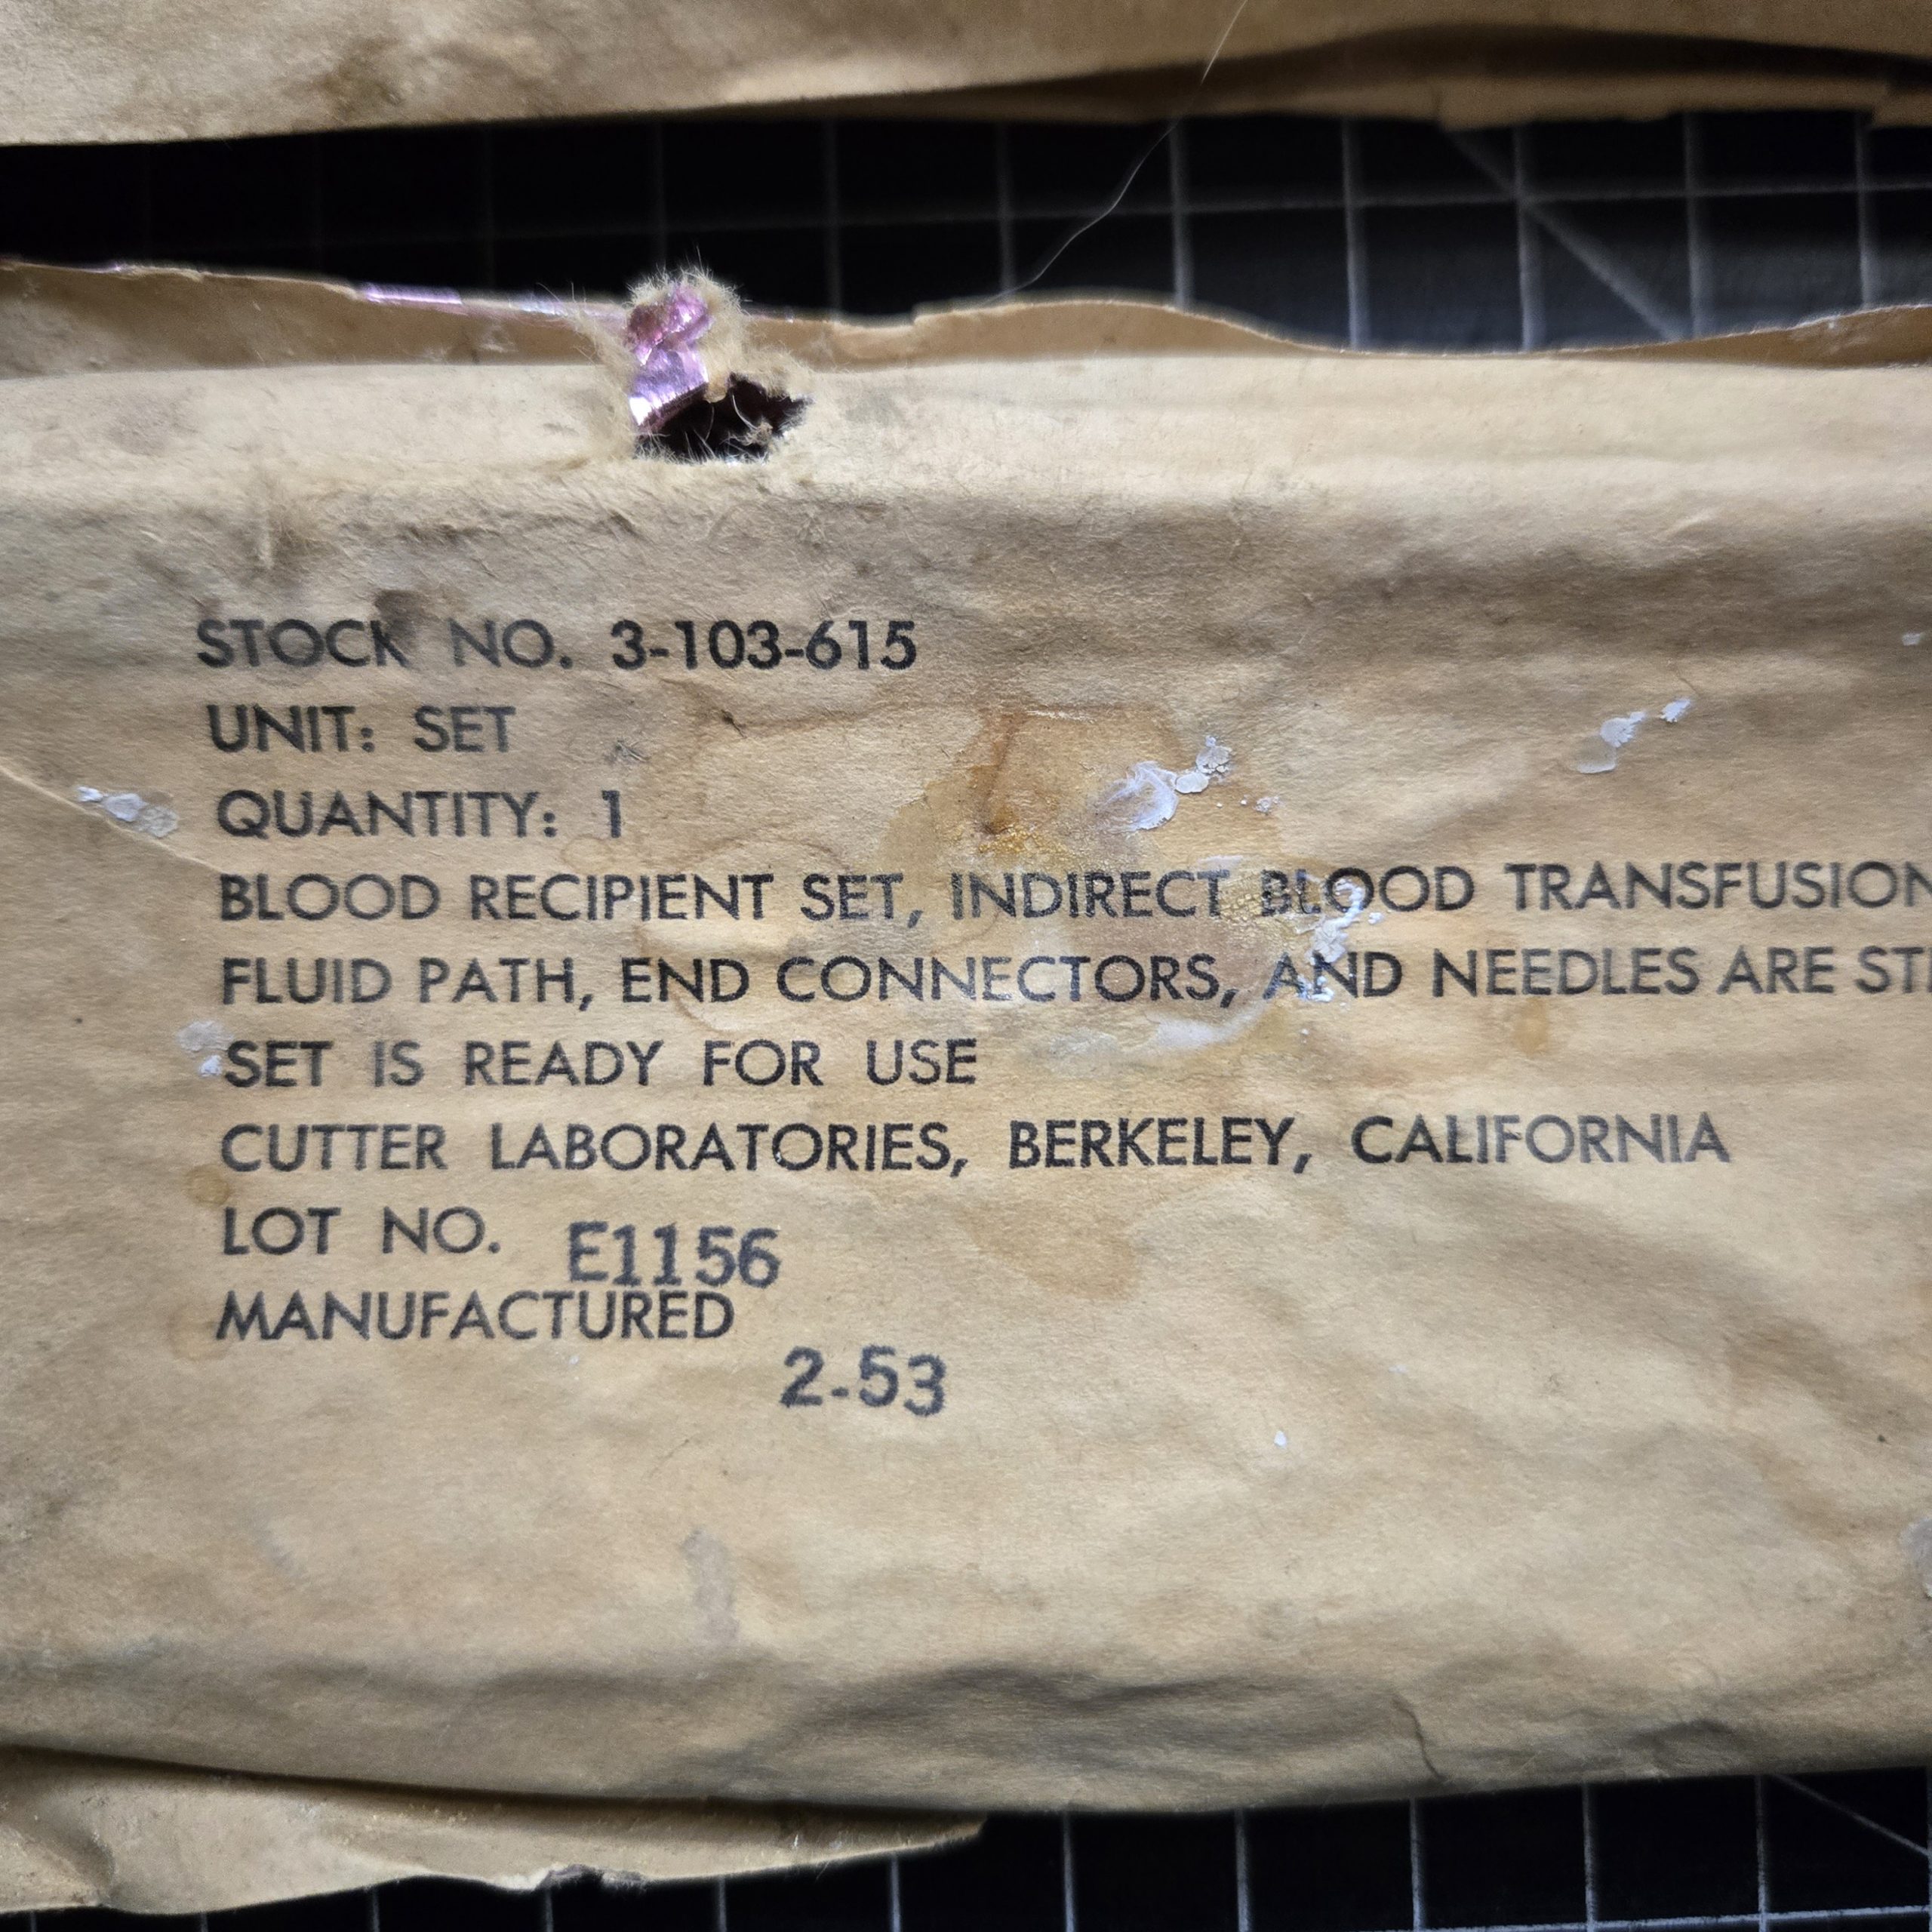 STOCK NO. 3-103-615
UNIT: SET
QUANTITY: 1
BLOOD RECIPIENT SET, INDIRECT BLOOD TRANSFUSION
FLUID PATH, END CONNECTORS, AND NEEDLES ARE
SET IS READY FOR USE
CUTTER LABORATORIES, BERKELEY, CALIFORNIA
LOT NO. E1156
MANUFACTURED
2-53